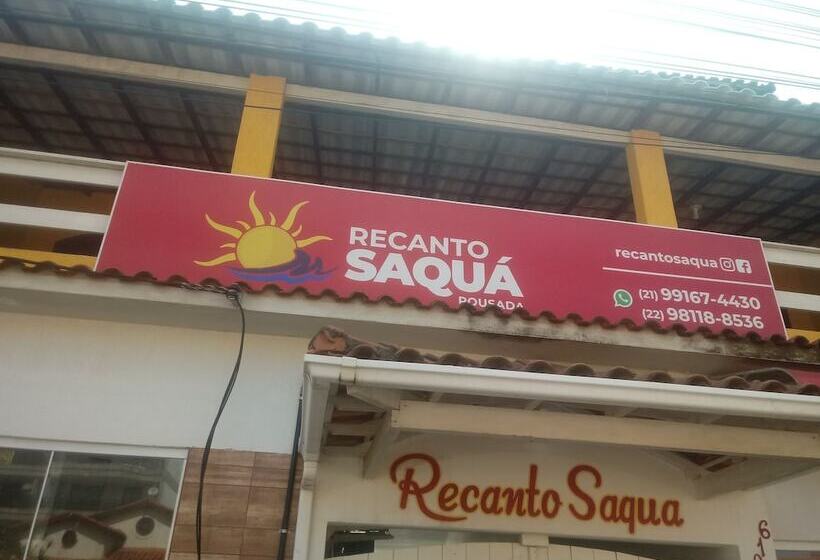 RECANTO
SAQUÁ
POUSADA
recantosaqua
(21) 99167-4430
(22) 98118-8536
Recanto Saqua